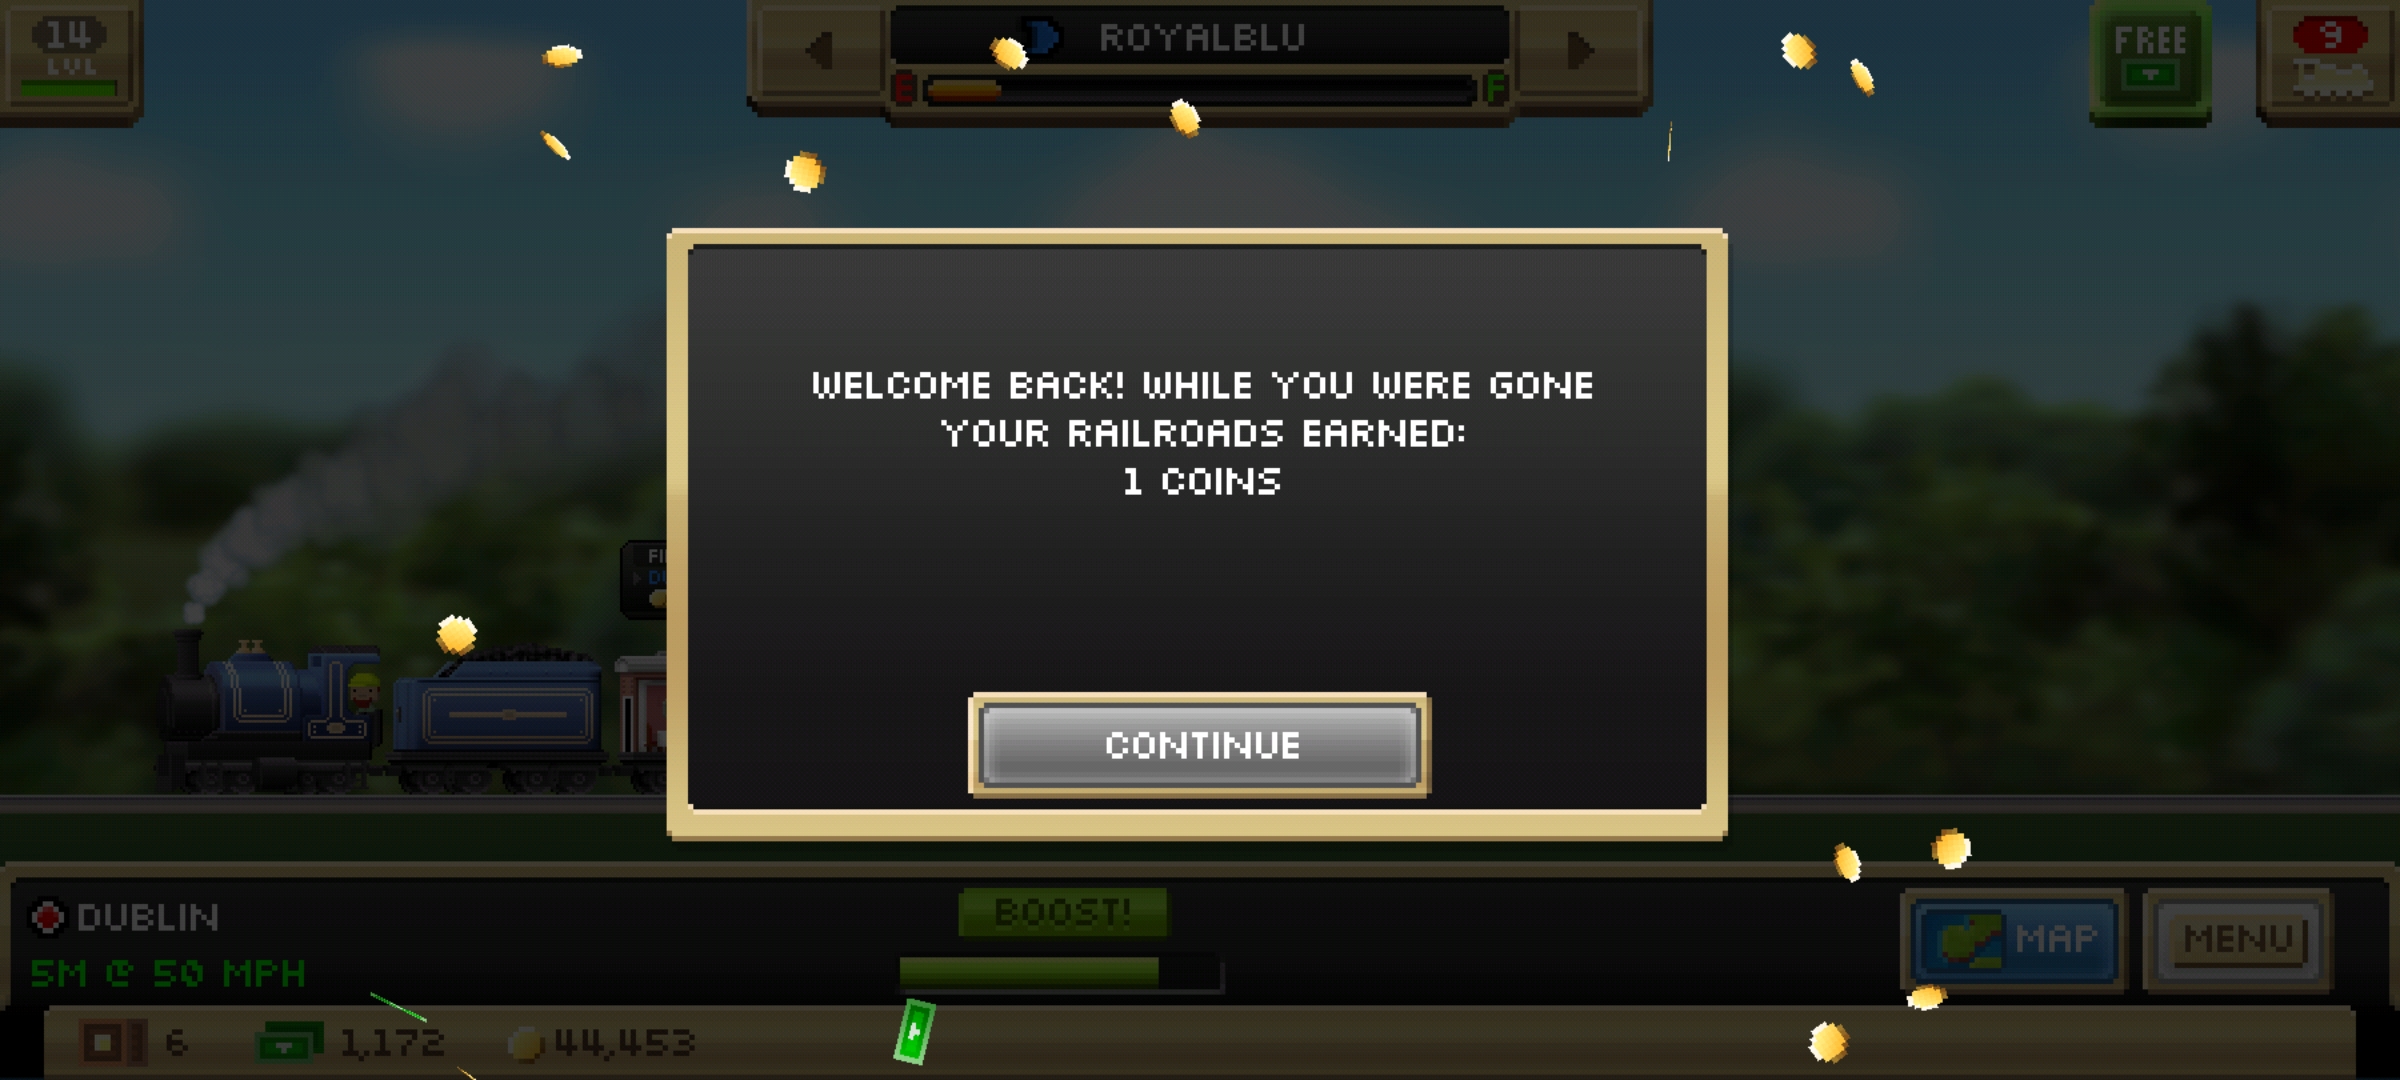 14
LVL
ROYALBLU
E
F
FREE
9
WELCOME BACK! WHILE YOU WERE GONE
YOUR RAILROADS EARNED:
1 COINS
CONTINUE
DUBLIN
5M @ 50 MPH
BOOST!
MAP
MENU
6
1,172
44,453